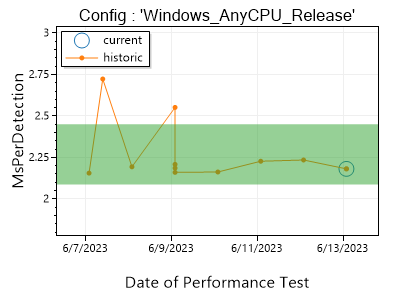 Config : 'Windows_AnyCPU_Release'
current
historic
MsPerDetection
3
2.75
2.5
2.25
2
6/7/2023 6/9/2023 6/11/2023 6/13/2023
Date of Performance Test